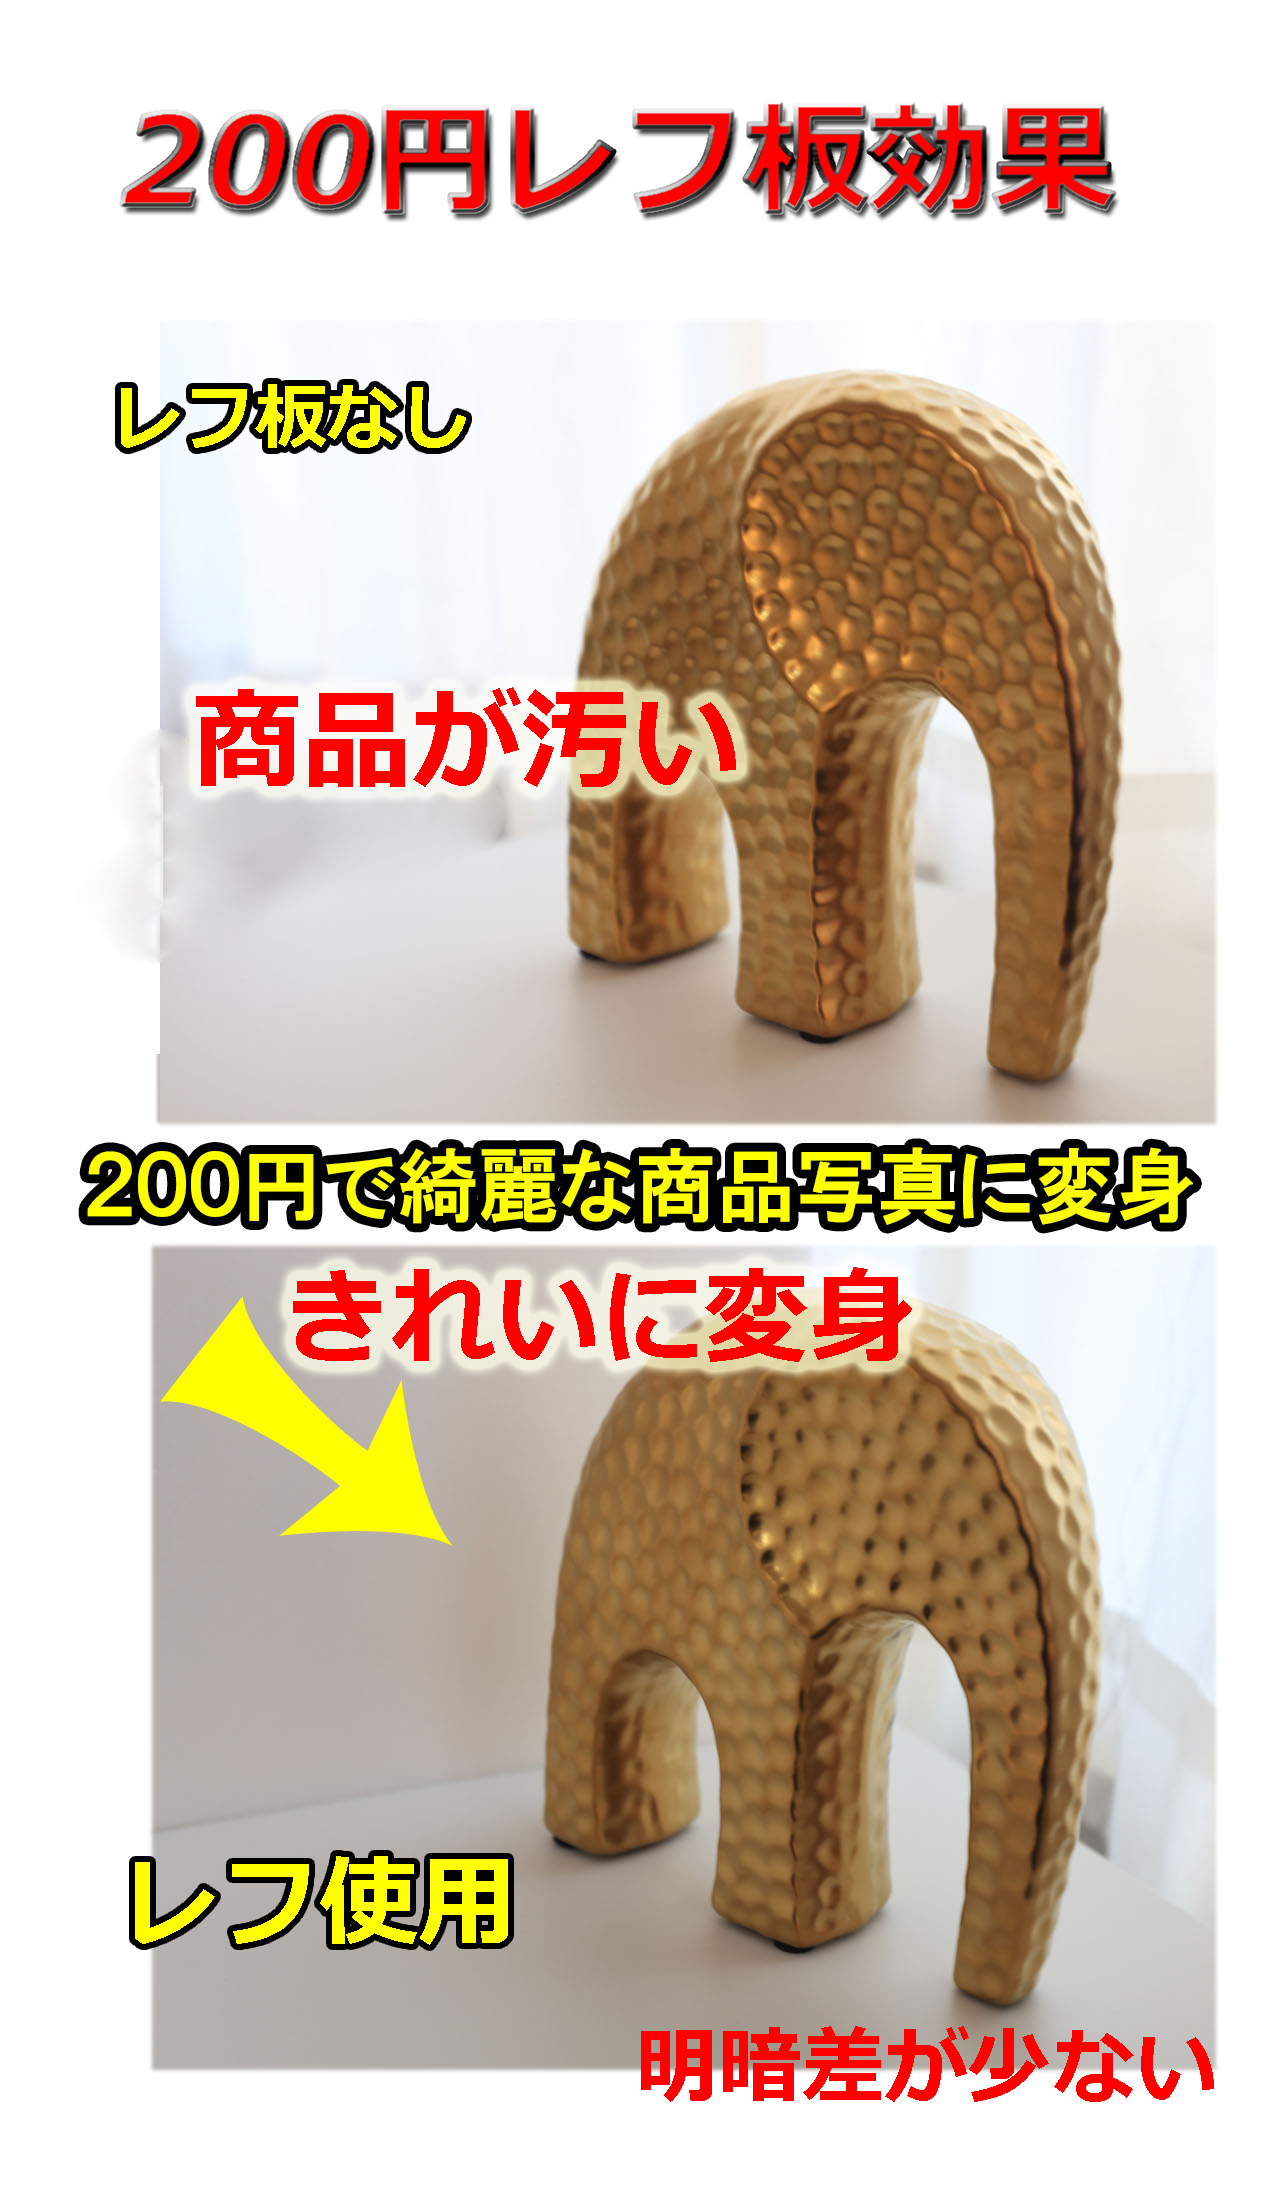 200円レフ板効果
レフ板なし
商品が汚い
200円で綺麗な商品写真に変身
きれいに変身
レフ使用
明暗差が少ない